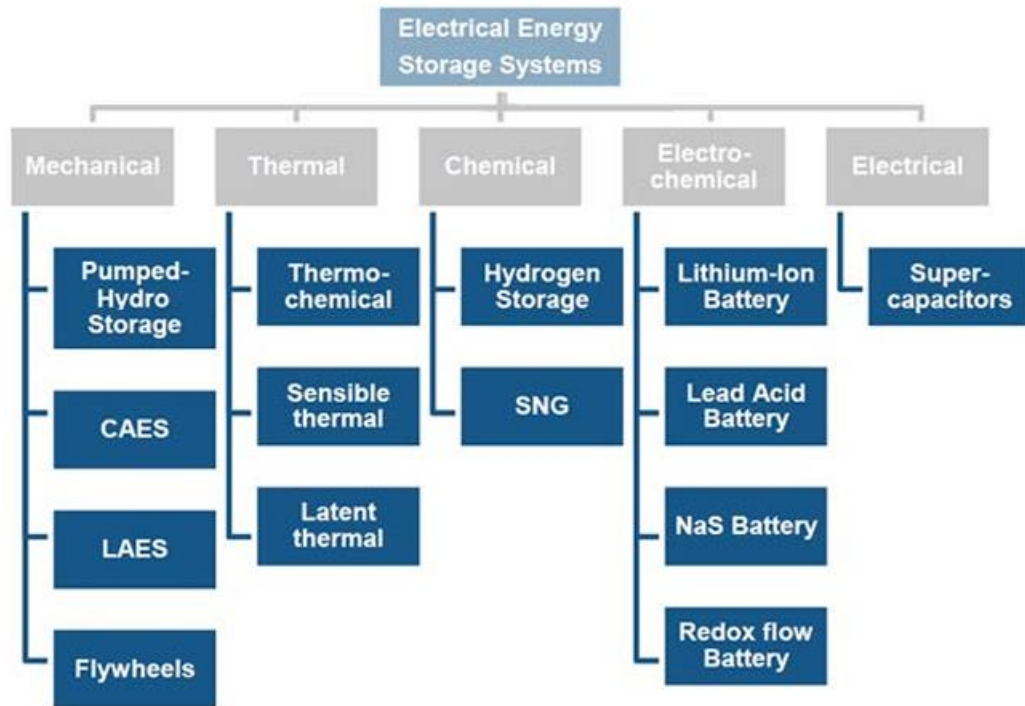 Electrical Energy
Storage Systems
Mechanical
Thermal
Chemical
Electro-
chemical
Electrical
Pumped-
Hydro
Storage
CAES
LAES
Flywheels
Thermo-
chemical
Sensible
thermal
Latent
thermal
Hydrogen
Storage
SNG
Lithium-Ion
Battery
Lead Acid
Battery
NaS Battery
Redox flow
Battery
Super-
capacitors